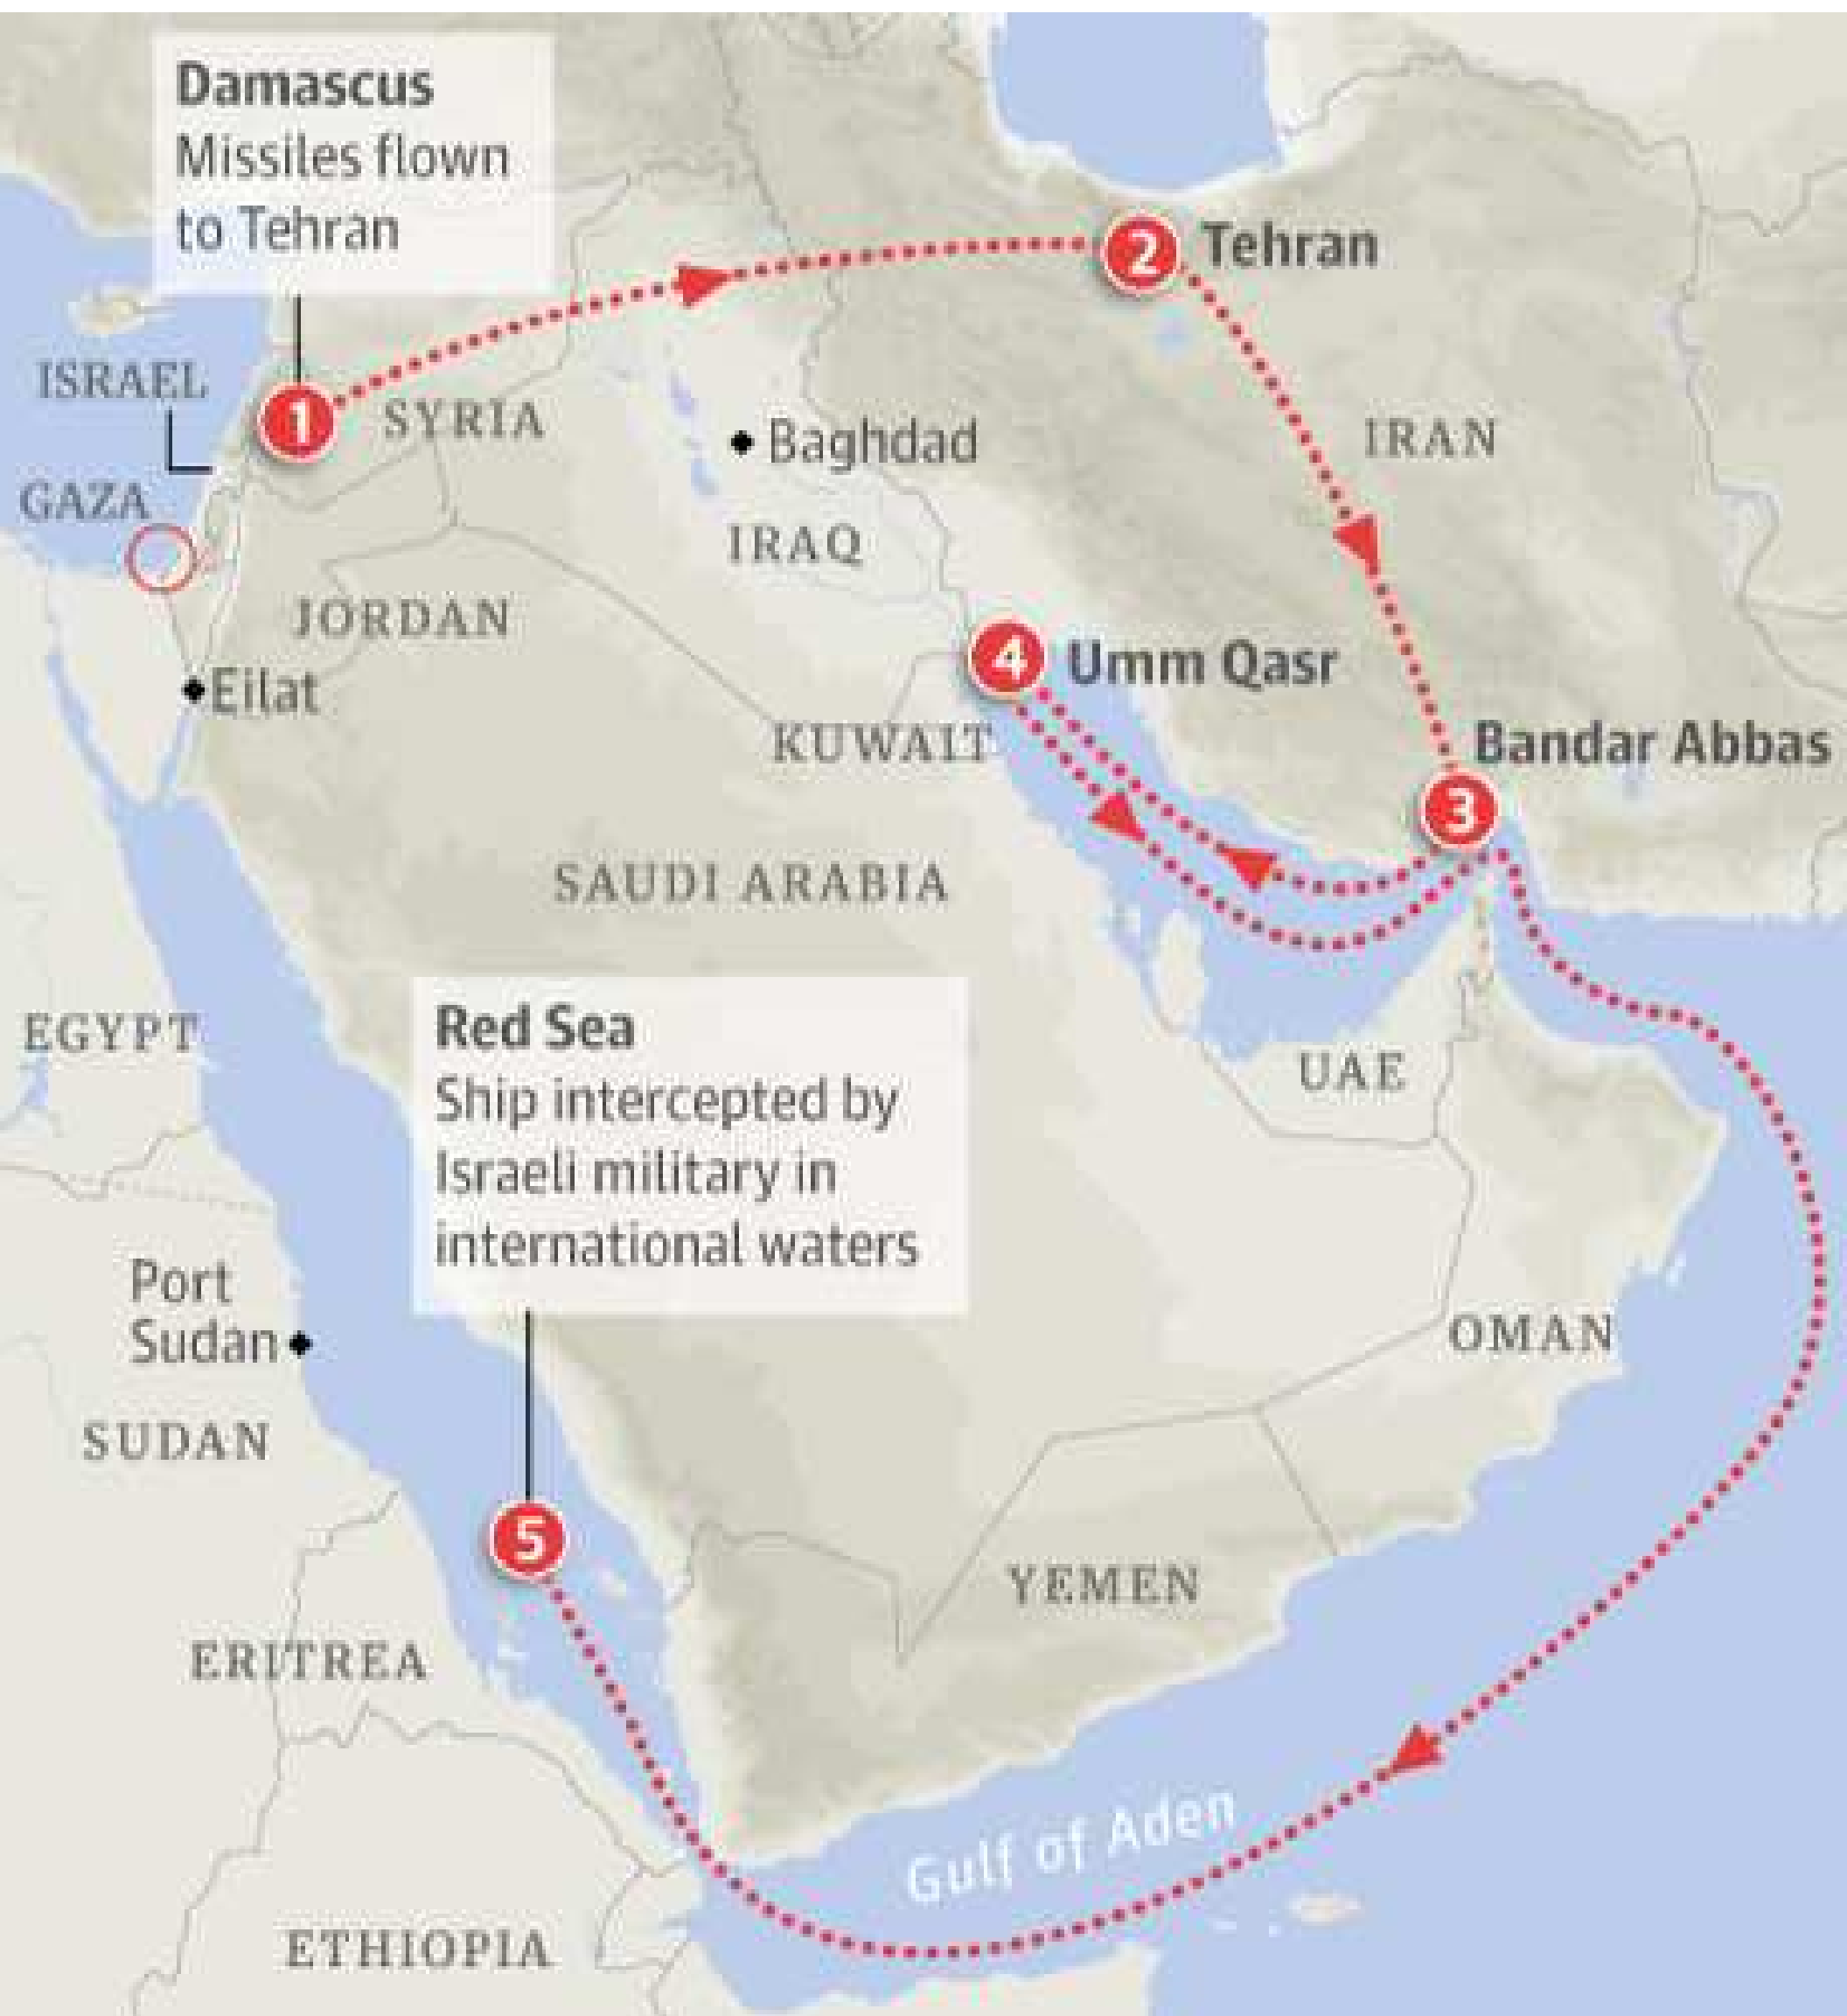 Damascus
Missiles flown
to Tehran
2
Tehran
ISRAEL
1
SYRIA
Baghdad
IRAN
GAZA
IRAQ
JORDAN
4
Umm Qasr
Eilat
KUWAIT
Bandar Abbas
3
SAUDI ARABIA
Red Sea
Ship intercepted by
Israeli military in
international waters
EGYPT
UAE
Port
Sudan
OMAN
SUDAN
5
YEMEN
ERITREA
Gulf of Aden
ETHIOPIA